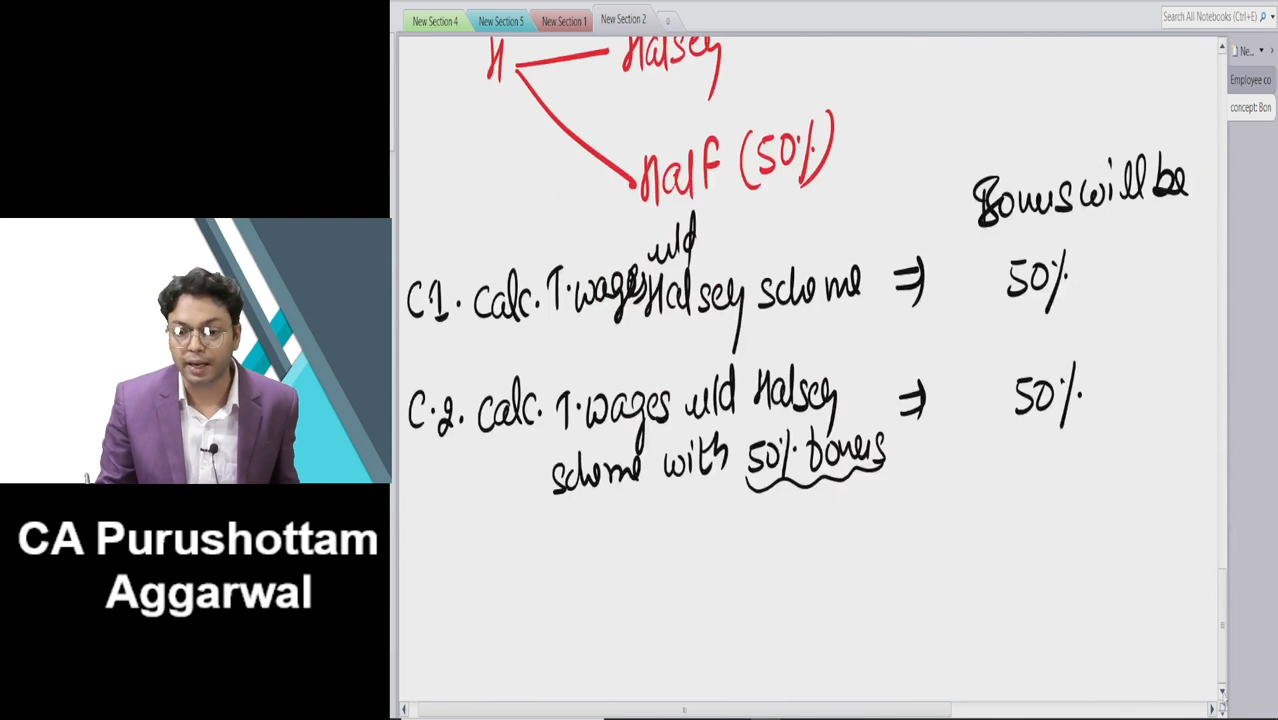 New Section 4
New Section 5
New Section 1
New Section 2
Search All Notebooks (Ctrl+E)
Ne...
Employee co
concept: Bon
H
Halsey
Half (50%)
Bonus will be
C1. calc. T.wages u/d Halsey scheme ⇒ 50%
C.2. calc. T.wages u/d Halsey ⇒ 50%
scheme with 50% bonus
CA Purushottam
Aggarwal